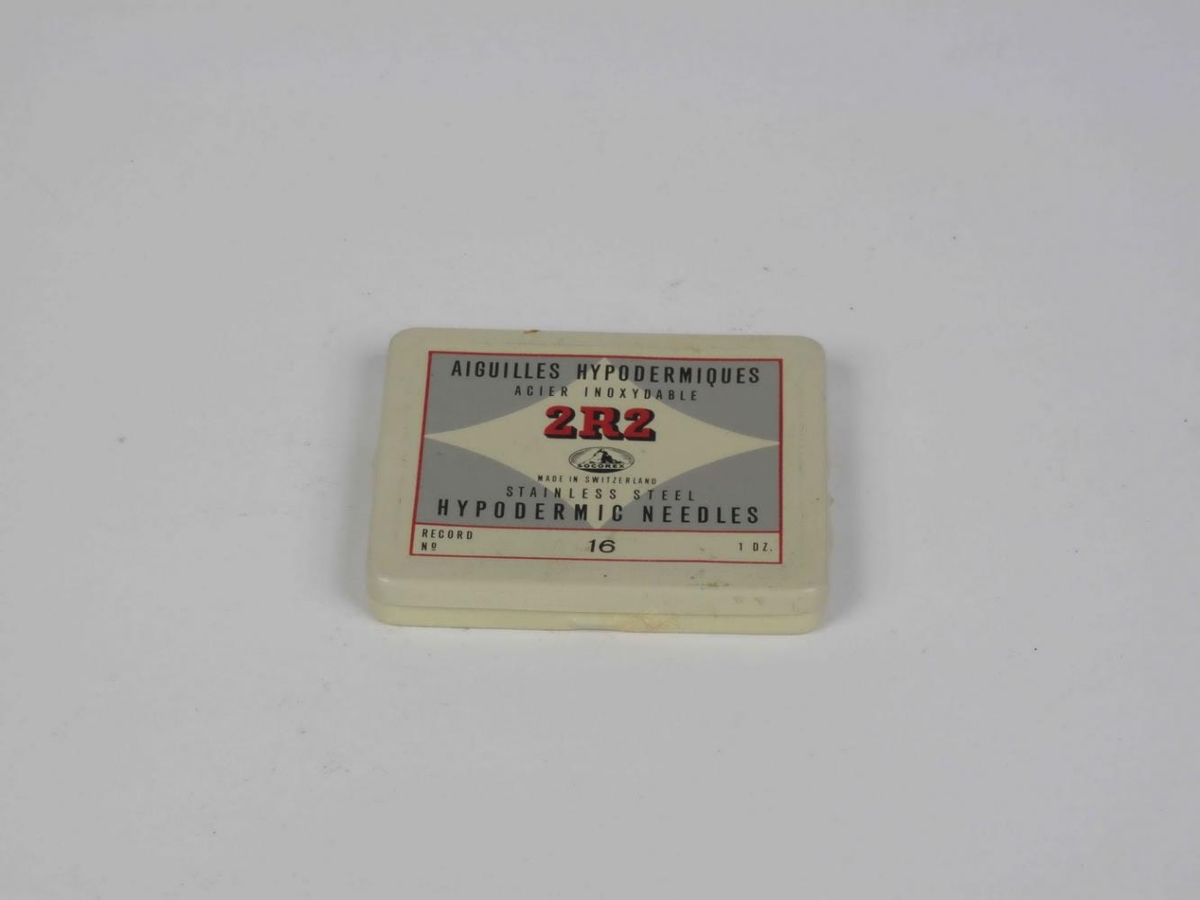 AIGUILLES HYPODERMIQUES
ACIER INOXYDABLE
2R2
SOCOREX
MADE IN SWITZERLAND
STAINLESS STEEL
HYPODERMIC NEEDLES
RECORD
Nº 16 1 DZ.